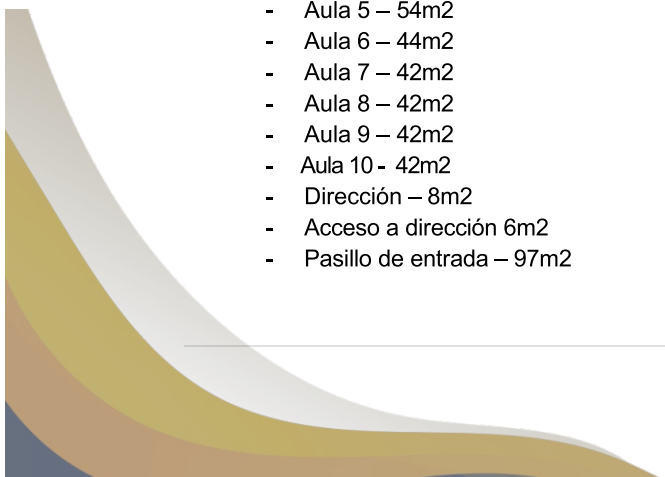 - Aula 5 – 54m2
- Aula 6 – 44m2
- Aula 7 – 42m2
- Aula 8 – 42m2
- Aula 9 – 42m2
- Aula 10 - 42m2
- Dirección – 8m2
- Acceso a dirección 6m2
- Pasillo de entrada – 97m2